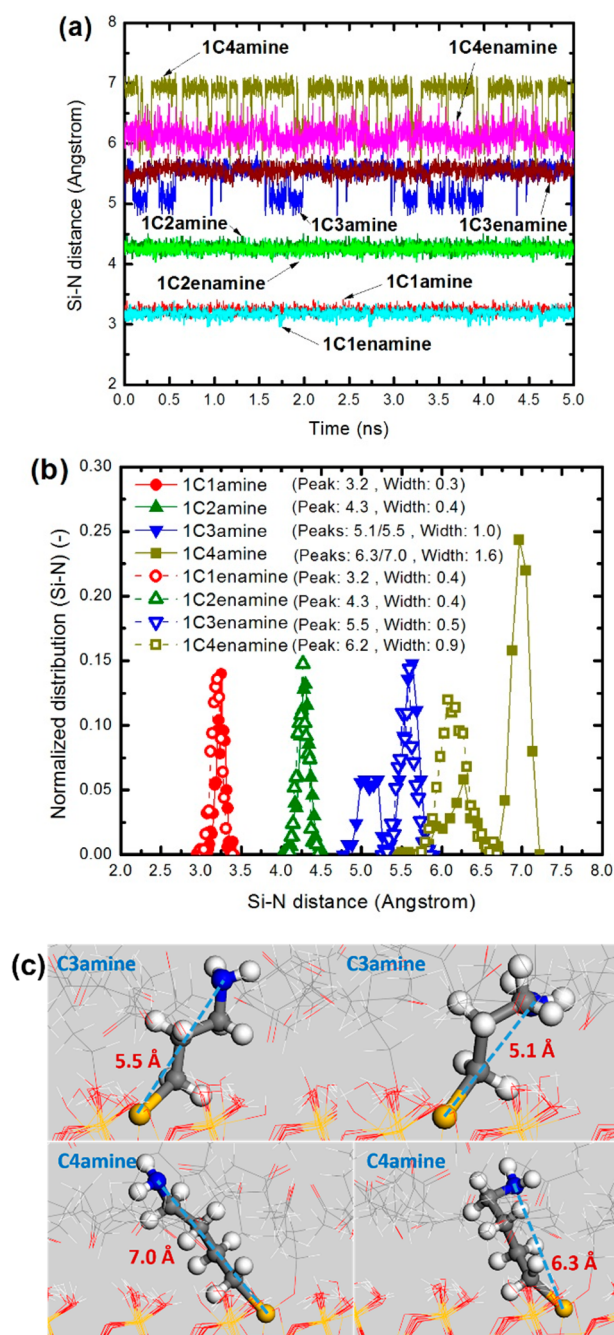 (a)
1C4amine
1C4enamine
8
7
6
5
4
3
2
Si-N distance (Angstrom)
1C2amine
1C3amine
1C3enamine
1C2enamine
1C1amine
1C1enamine
0.0 0.5 1.0 1.5 2.0 2.5 3.0 3.5 4.0 4.5 5.0
Time (ns)
(b)
0.30
0.25
0.20
0.15
0.10
0.05
0.00
Normalized distribution (Si-N) (-)
1C1amine (Peak: 3.2 , Width: 0.3)
1C2amine (Peak: 4.3 , Width: 0.4)
1C3amine (Peaks: 5.1/5.5 , Width: 1.0)
1C4amine (Peaks: 6.3/7.0 , Width: 1.6)
1C1enamine (Peak: 3.2 , Width: 0.4)
1C2enamine (Peak: 4.3 , Width: 0.4)
1C3enamine (Peak: 5.5 , Width: 0.5)
1C4enamine (Peak: 6.2 , Width: 0.9)
2.0 2.5 3.0 3.5 4.0 4.5 5.0 5.5 6.0 6.5 7.0 7.5 8.0
Si-N distance (Angstrom)
(c)
C3amine
5.5 Å
C3amine
5.1 Å
C4amine
7.0 Å
C4amine
6.3 Å